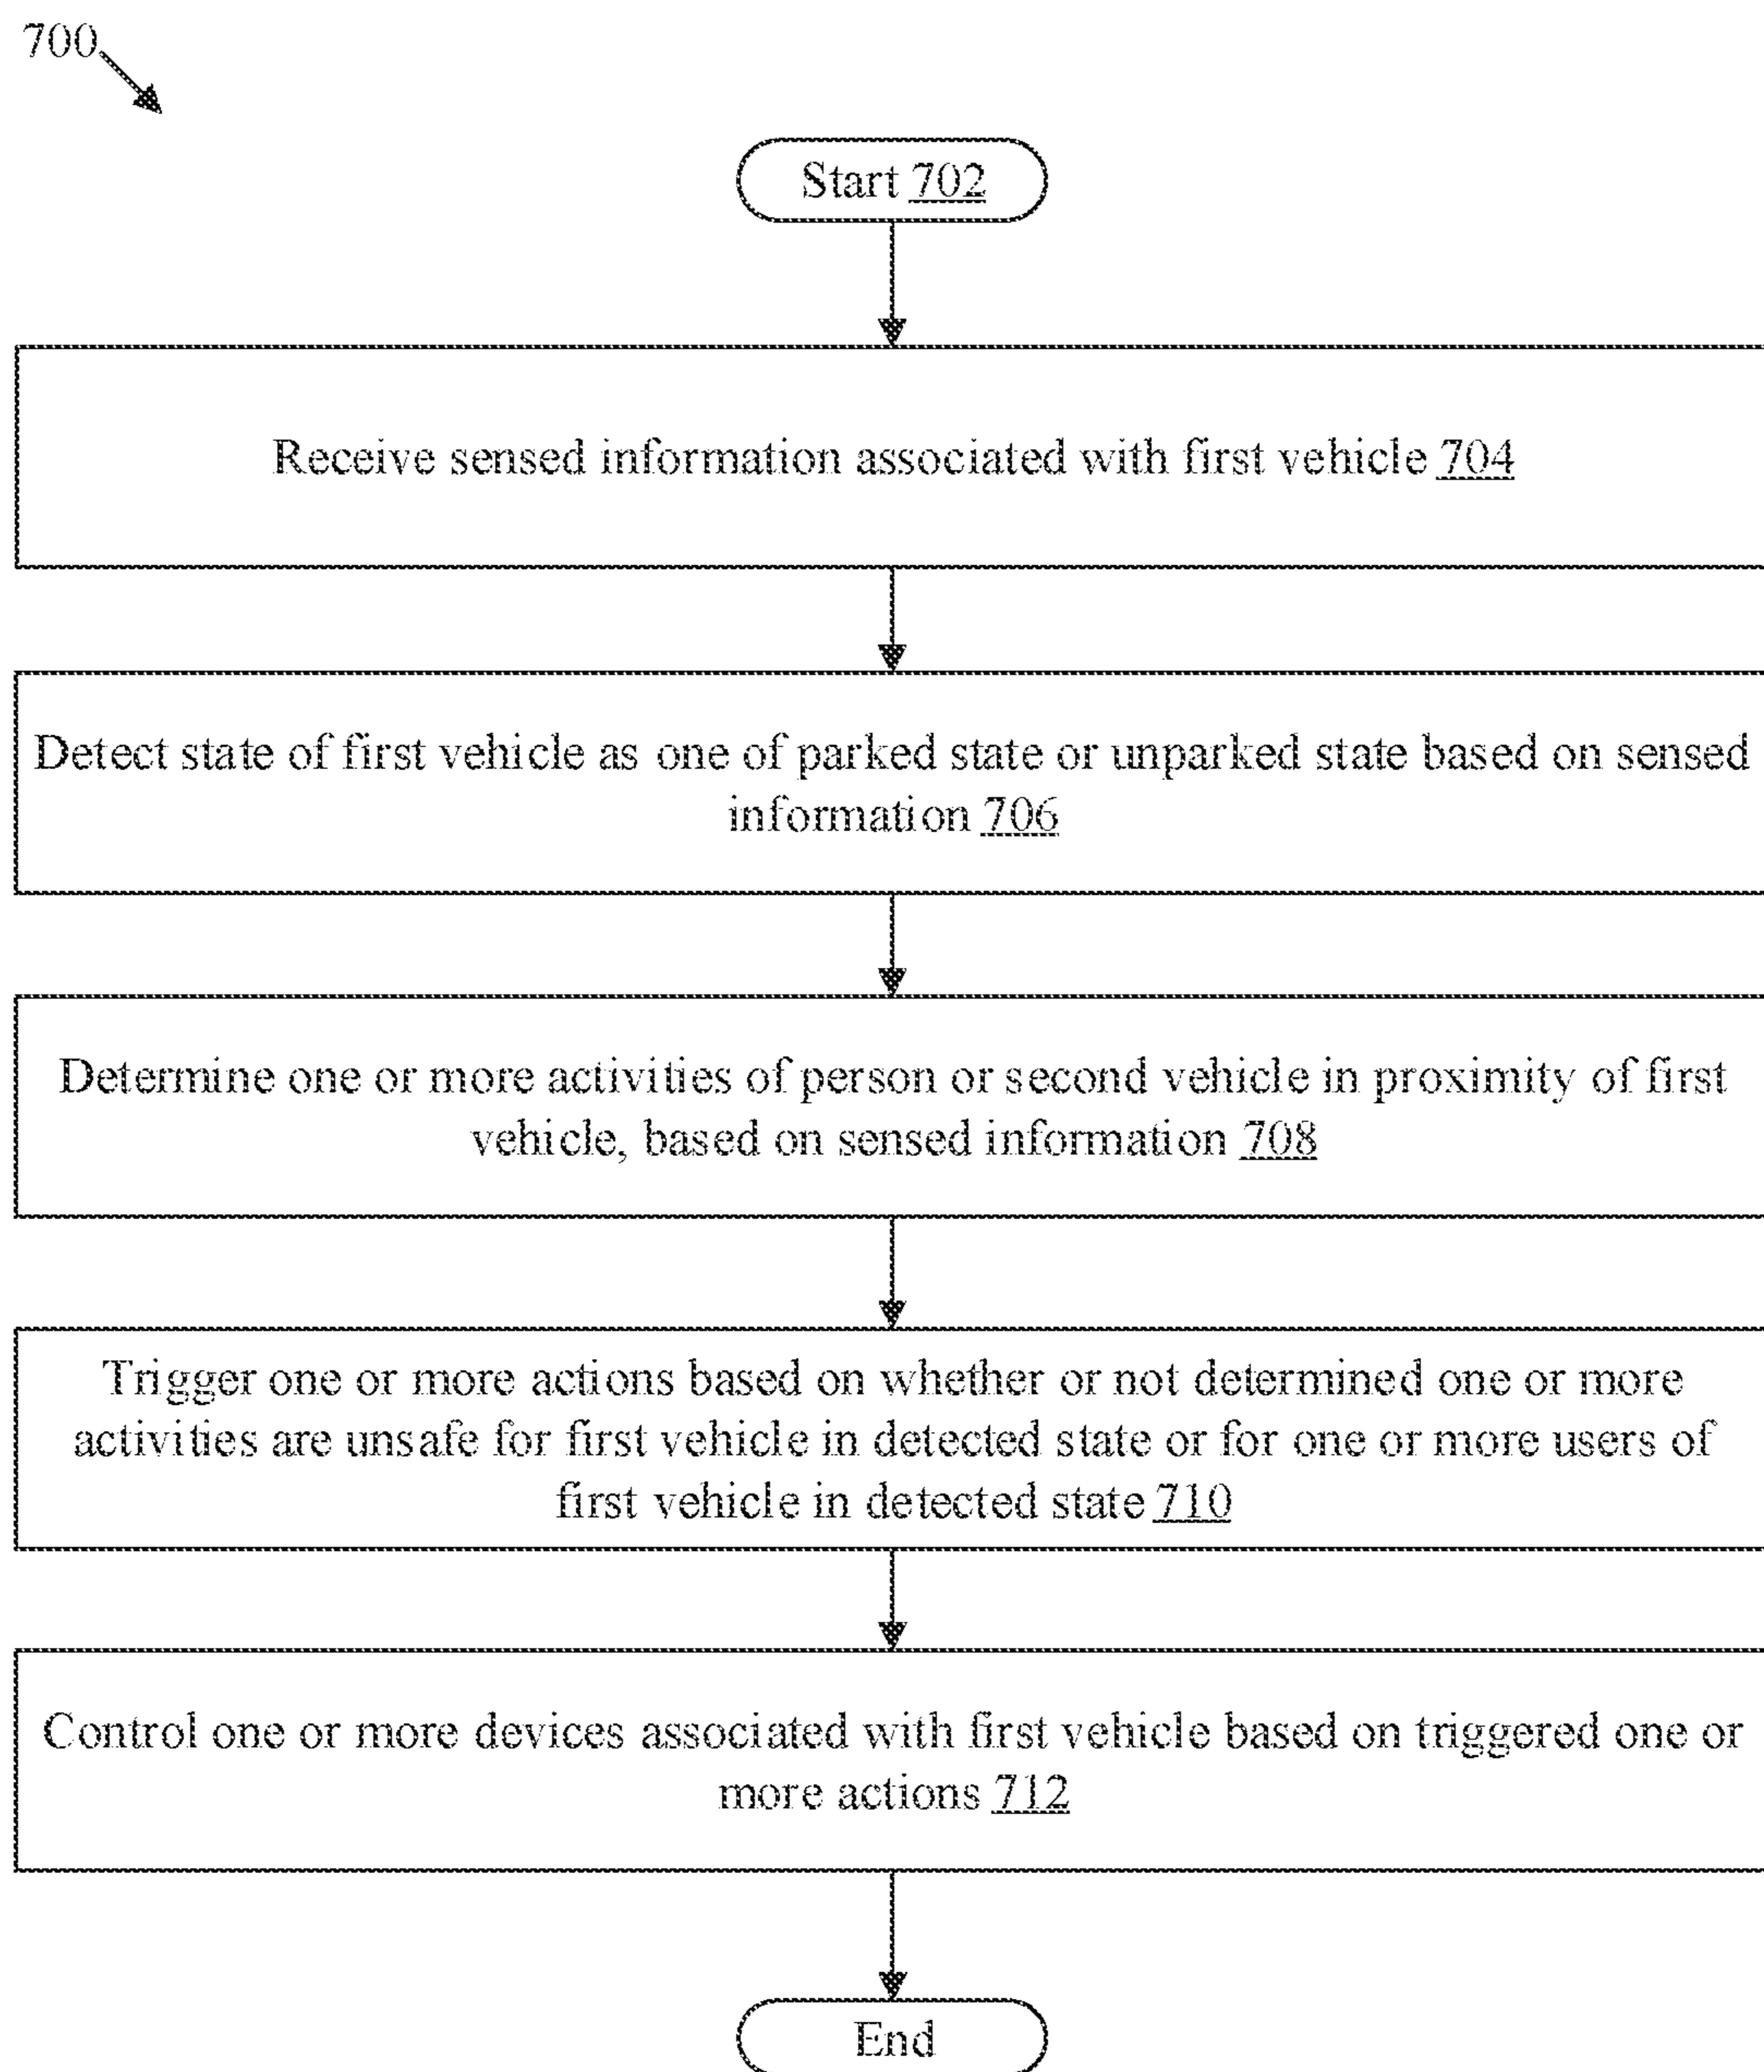 700
Start 702
Receive sensed information associated with first vehicle 704
Detect state of first vehicle as one of parked state or unparked state based on sensed
information 706
Determine one or more activities of person or second vehicle in proximity of first
vehicle, based on sensed information 708
Trigger one or more actions based on whether or not determined one or more
activities are unsafe for first vehicle in detected state or for one or more users of
first vehicle in detected state 710
Control one or more devices associated with first vehicle based on triggered one or
more actions 712
End